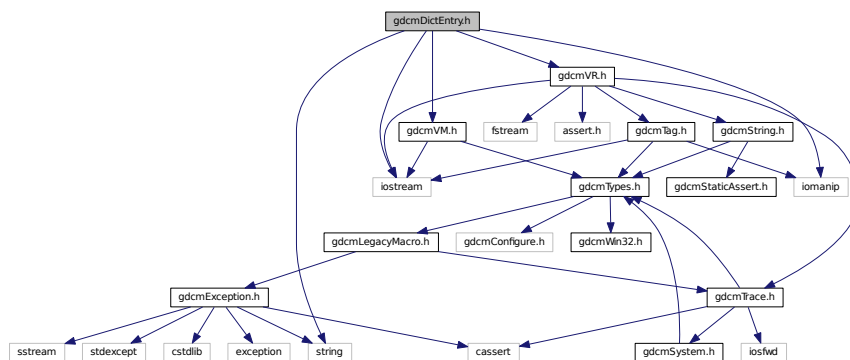 gdcmDictEntry.h
gdcmVR.h
gdcmVM.h
fstream
assert.h
gdcmTag.h
gdcmString.h
iostream
gdcmTypes.h
gdcmStaticAssert.h
iomanip
gdcmLegacyMacro.h
gdcmConfigure.h
gdcmWin32.h
gdcmException.h
gdcmTrace.h
sstream
stdexcept
cstdlib
exception
string
cassert
gdcmSystem.h
iosfwd